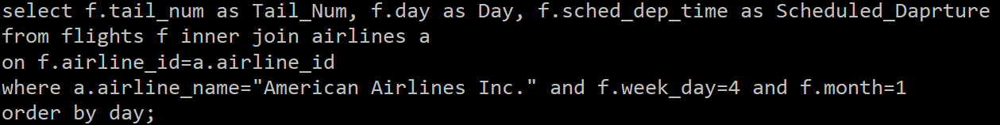 select f.tail_num as Tail_Num, f.day as Day, f.sched_dep_time as Scheduled_Daprture
from flights f inner join airlines a
on f.airline_id=a.airline_id
where a.airline_name="American Airlines Inc." and f.week_day=4 and f.month=1
order by day;